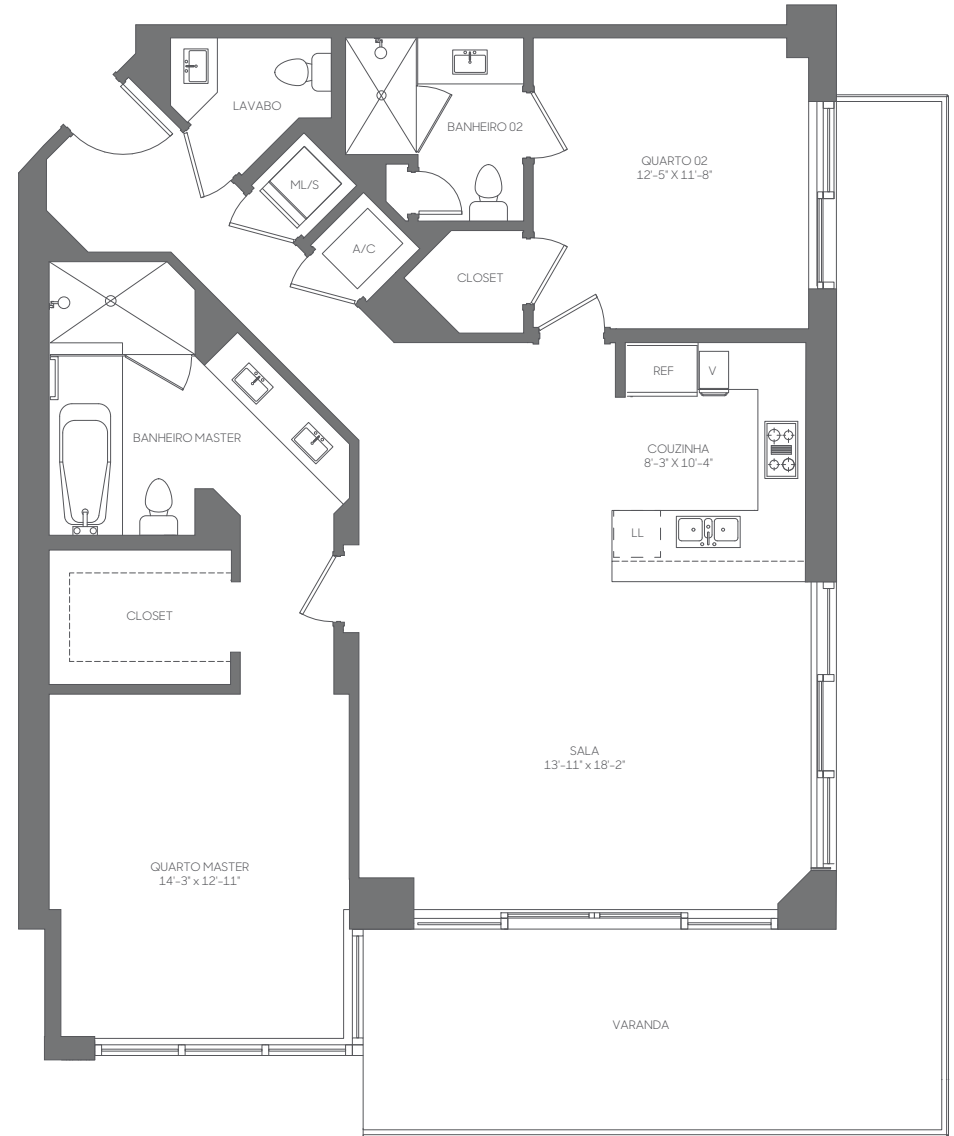 LAVABO
BANHEIRO 02
QUARTO 02
12'-5" X 11'-8"
ML/S
A/C
CLOSET
REF
V
BANHEIRO MASTER
COUZINHA
8'-3" X 10'-4"
LL
CLOSET
SALA
13'-11" x 18'-2"
QUARTO MASTER
14'-3" x 12'-11"
VARANDA